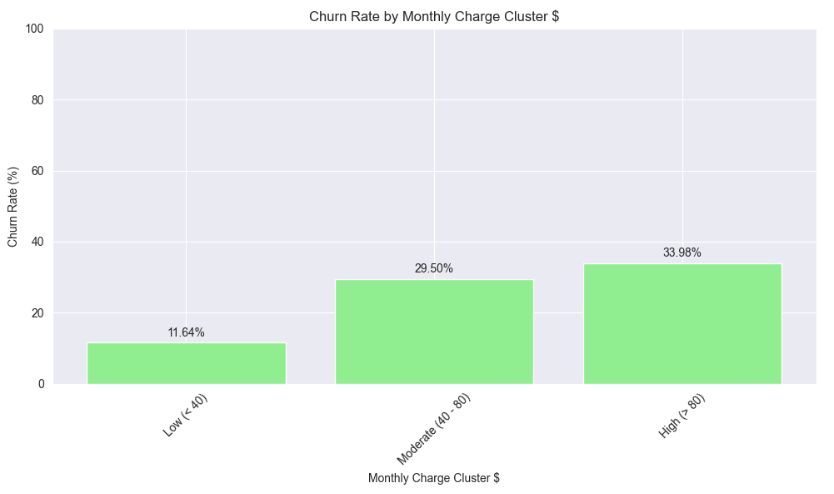 Churn Rate by Monthly Charge Cluster $
100
80
60
40
20
0
Churn Rate (%)
11.64%
29.50%
33.98%
Low (< 40)
Moderate (40 - 80)
High (> 80)
Monthly Charge Cluster $